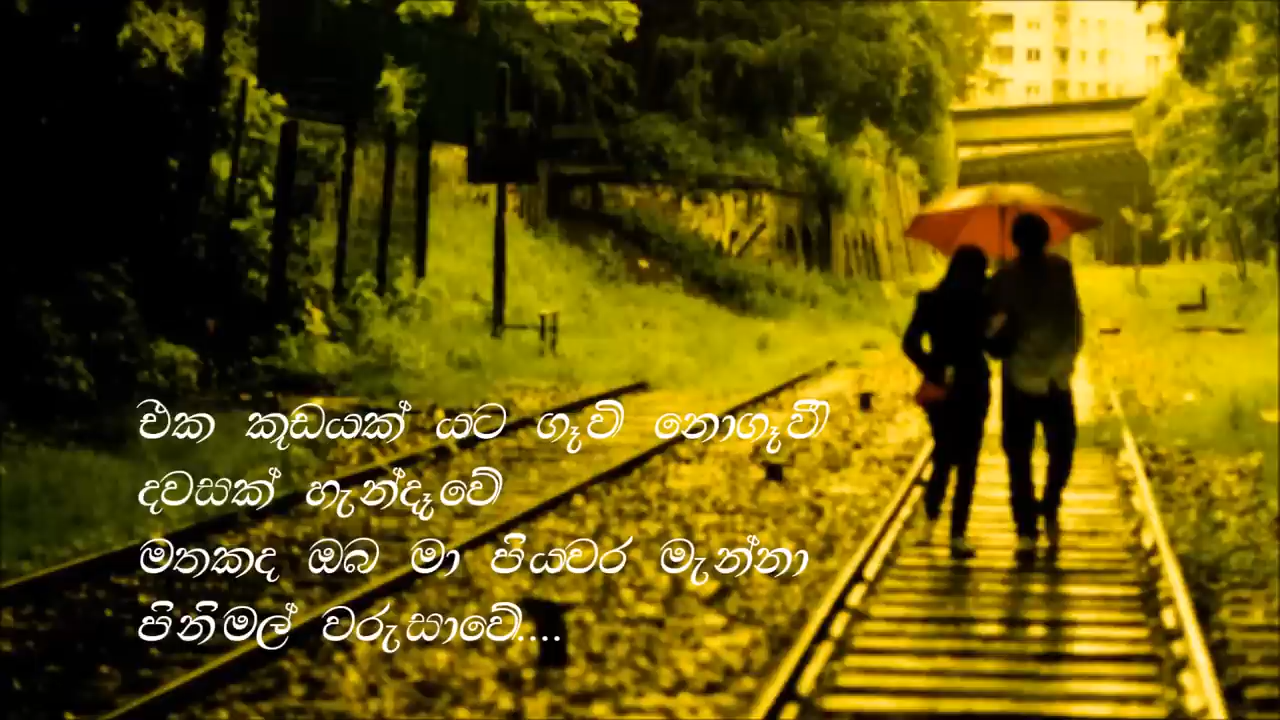 එක කුඩයක් යට ගෑවි නොගෑවී
දවසක් හැන්දෑවේ
මතකද ඔබ මා පියවර මැන්නා
පිනිමල් වරුසාවේ....